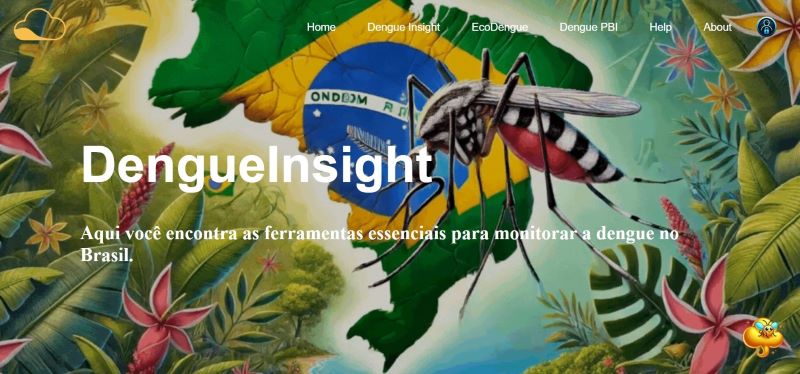 Home Dengue Insight EcoDengue Dengue PBI Help About
ONDBDM
DengueInsight
Aqui você encontra as ferramentas essenciais para monitorar a dengue no
Brasil.